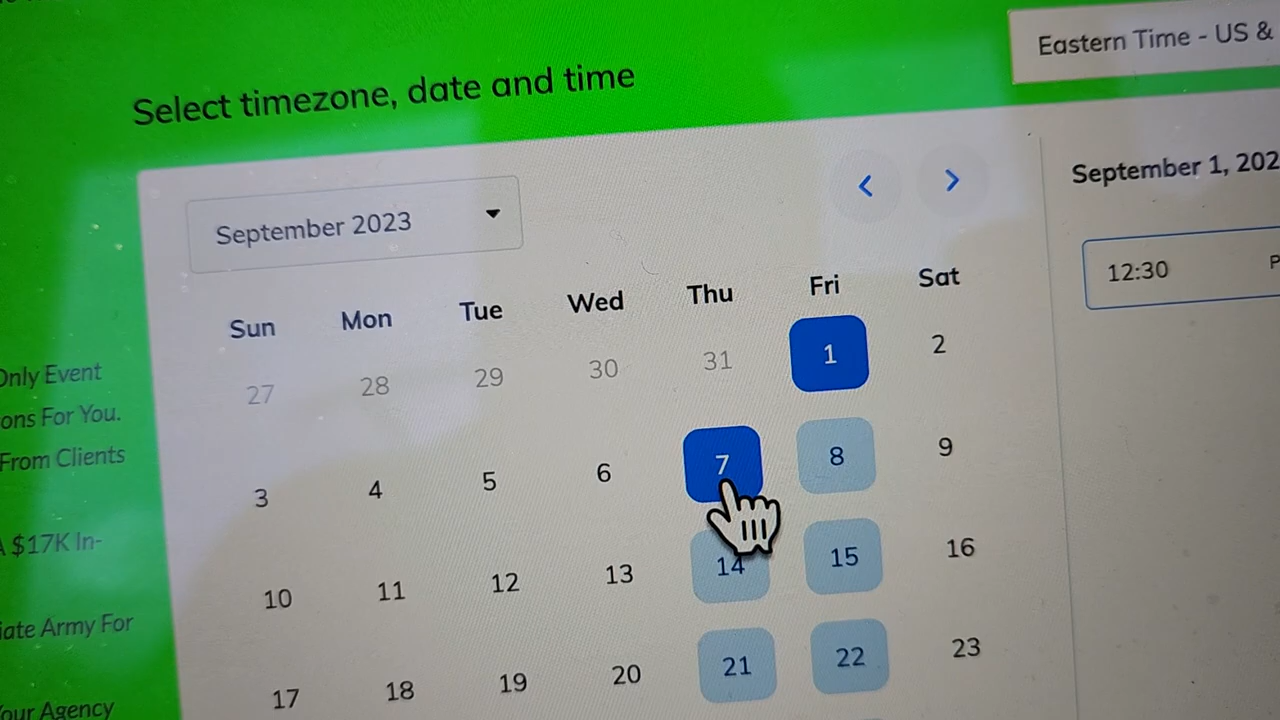 Eastern Time - US &
Select timezone, date and time
September 1, 202
September 2023
12:30
Sun Mon Tue Wed Thu Fri Sat
27 28 29 30 31 1 2
3 4 5 6 7 8 9
10 11 12 13 14 15 16
17 18 19 20 21 22 23
Only Event
ons For You.
From Clients
A $17K In-
iate Army For
Your Agency